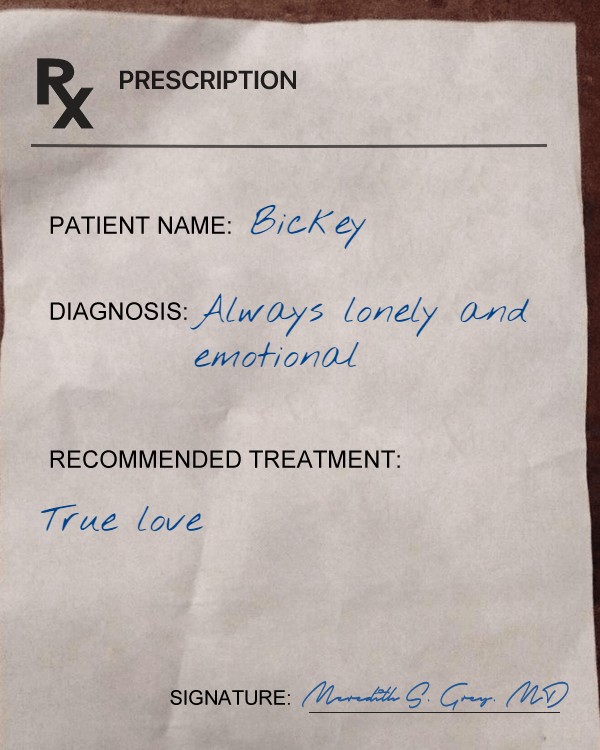 Rx PRESCRIPTION
PATIENT NAME: Bickey
DIAGNOSIS: Always lonely and
emotional
RECOMMENDED TREATMENT:
True love
SIGNATURE: Meredith S. Grey. MD